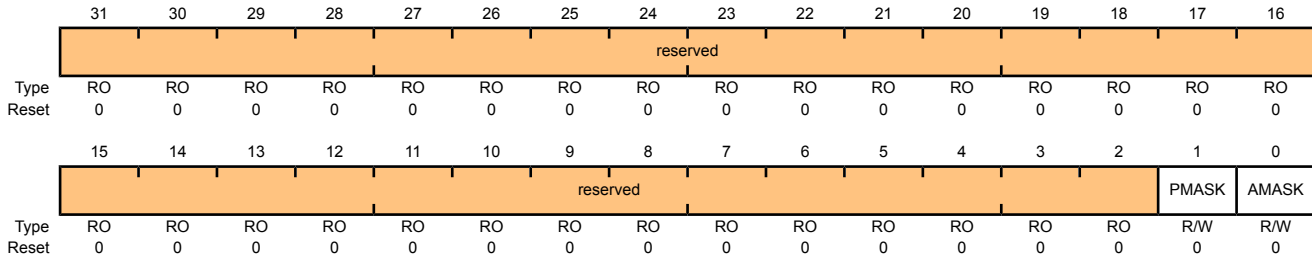 31 30 29 28 27 26 25 24 23 22 21 20 19 18 17 16
reserved
Type RO RO RO RO RO RO RO RO RO RO RO RO RO RO RO RO
Reset 0 0 0 0 0 0 0 0 0 0 0 0 0 0 0 0
15 14 13 12 11 10 9 8 7 6 5 4 3 2 1 0
reserved PMASK AMASK
Type RO RO RO RO RO RO RO RO RO RO RO RO RO RO R/W R/W
Reset 0 0 0 0 0 0 0 0 0 0 0 0 0 0 0 0